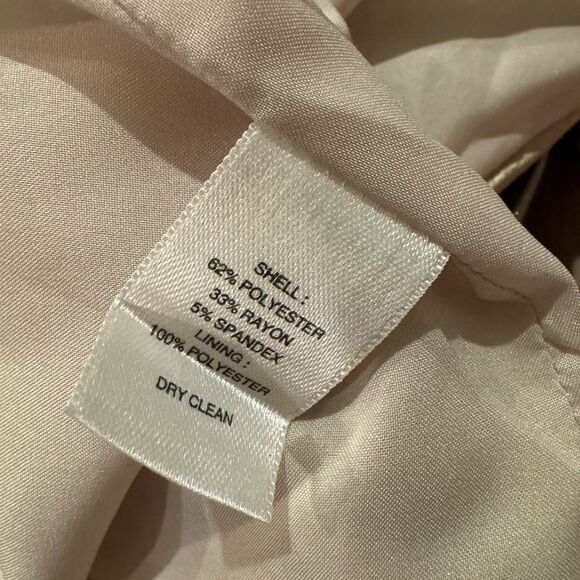 SHELL :
62% POLYESTER
33% RAYON
5% SPANDEX
LINING :
100% POLYESTER
DRY CLEAN